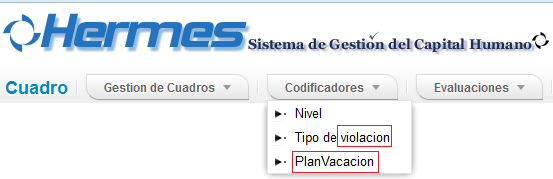 Hermes Sistema de Gestión del Capital Humano
Cuadro Gestion de Cuadros Codificadores Evaluaciones
Nivel
Tipo de violacion
PlanVacacion